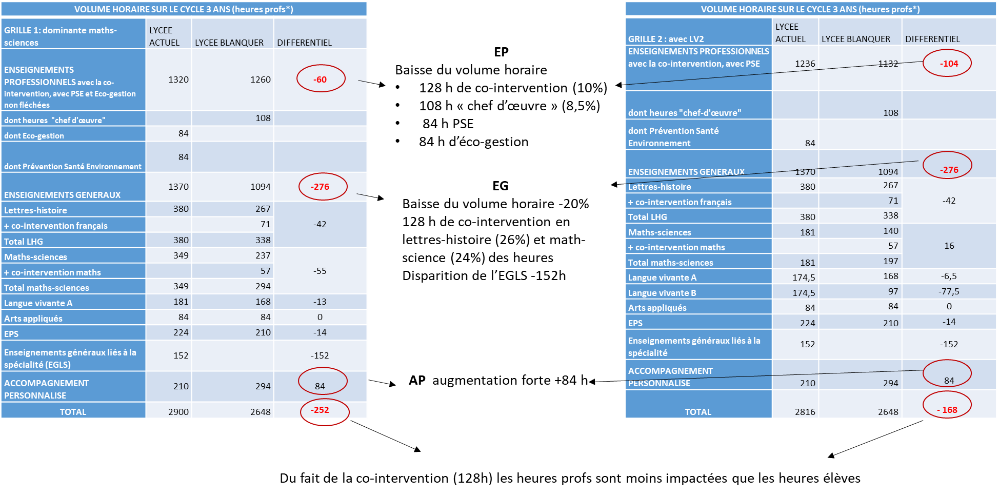 VOLUME HORAIRE SUR LE CYCLE 3 ANS (heures profs*)
GRILLE 1: dominante maths-
sciences
LYCEE
ACTUEL
LYCEE BLANQUER
DIFFERENTIEL
ENSEIGNEMENTS
PROFESSIONNELS avec la co-
intervention, avec PSE et Eco-gestion
non fléchées
1320
1260
-60
dont heures "chef d'œuvre"
108
dont Eco-gestion
84
dont Prévention Santé Environnement
84
ENSEIGNEMENTS GENERAUX
1370
1094
-276
Lettres-histoire
380
267
+ co-intervention français
71
-42
Total LHG
380
338
Maths-sciences
349
237
+ co-intervention maths
57
-55
Total maths-sciences
349
294
Langue vivante A
181
168
-13
Arts appliqués
84
84
0
EPS
224
210
-14
Enseignements généraux liés à la
spécialité (EGLS)
152
-152
ACCOMPAGNEMENT
PERSONNALISE
210
294
84
TOTAL
2900
2648
-252
EP
Baisse du volume horaire
• 128 h de co-intervention (10%)
• 108 h « chef d’œuvre » (8,5%)
• 84 h PSE
• 84 h d’éco-gestion
EG
Baisse du volume horaire -20%
128 h de co-intervention en
lettres-histoire (26%) et math-
science (24%) des heures
Disparition de l’EGLS -152h
AP augmentation forte +84 h
VOLUME HORAIRE SUR LE CYCLE 3 ANS (heures profs*)
GRILLE 2 : avec LV2
LYCEE
ACTUEL
LYCEE BLANQUER
DIFFERENTIEL
ENSEIGNEMENTS PROFESSIONNELS
avec la co-intervention, avec PSE
1236
1132
-104
dont heures "chef-d'œuvre"
108
dont Prévention Santé
Environnement
84
ENSEIGNEMENTS GENERAUX
1370
1094
-276
Lettres-histoire
380
267
+ co-intervention français
71
-42
Total LHG
380
338
Maths-sciences
181
140
+ co-intervention maths
57
16
Total maths-sciences
181
197
Langue vivante A
174,5
168
-6,5
Langue vivante B
174,5
97
-77,5
Arts appliqués
84
84
0
EPS
224
210
-14
Enseignements généraux liés à la
spécialité
152
-152
ACCOMPAGNEMENT
PERSONNALISE
210
294
84
TOTAL
2816
2648
- 168
Du fait de la co-intervention (128h) les heures profs sont moins impactées que les heures élèves